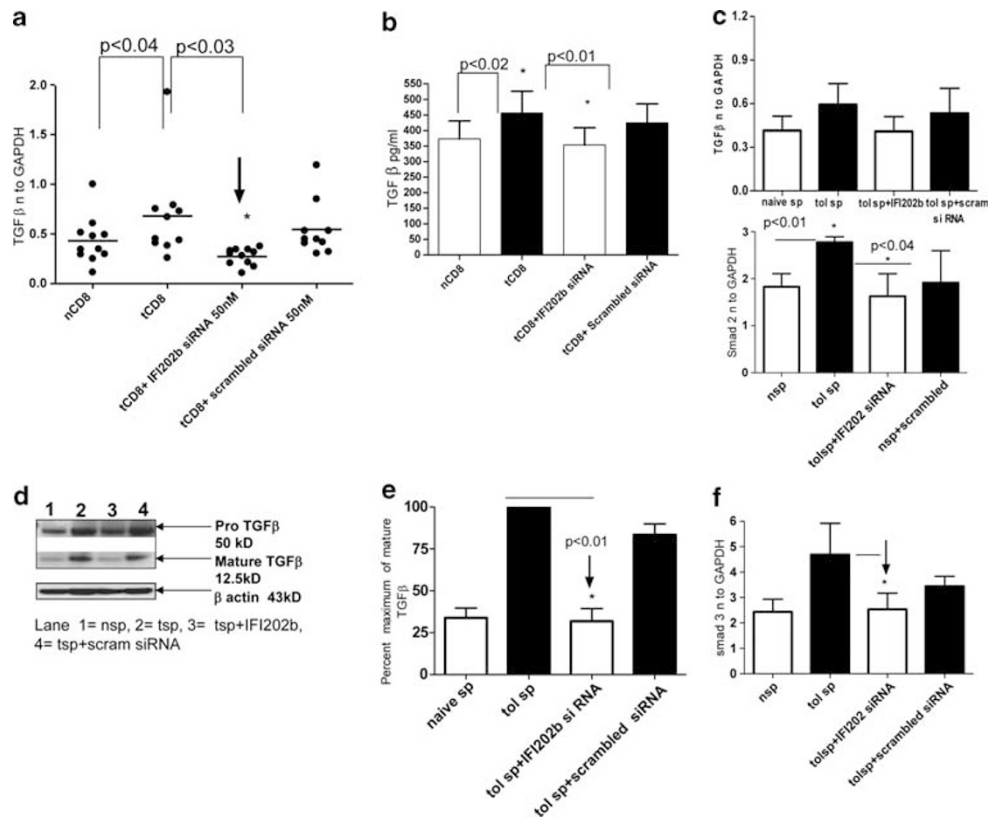 a
p<0.04
p<0.03
TGFβ n to GAPDH
2.0
1.5
1.0
0.5
0.0
*
nCD8
tCD8
tCD8+ IFI202b siRNA 50nM
tCD8+ scrambled siRNA 50nM
b
p<0.02
*
p<0.01
*
TGF β pg/ml
550
500
450
400
350
300
250
200
150
100
50
0
nCD8
tCD8
tCD8+IFI202b siRNA
tCD8+ Scrambled siRNA
c
TGFβ n to GAPDH
1.2
0.9
0.6
0.3
0.0
naive sp
tol sp
tol sp+IFI202b
tol sp+scram
si RNA
p<0.01
*
p<0.04
*
Smad 2 n to GAPDH
3
2
1
0
nsp
tol sp
tolsp+IFI202 siRNA
nsp+scrambled
d
1 2 3 4
Pro TGFβ
50 kD
Mature TGFβ
12.5kD
β actin 43kD
Lane 1= nsp, 2= tsp, 3= tsp+IFI202b,
4= tsp+scram siRNA
e
Percent maximum of mature
TGFβ
100
75
50
25
0
p<0.01
*
naive sp
tol sp
tol sp+IFI202b si RNA
tol sp+scrambled siRNA
f
smad 3 n to GAPDH
6
5
4
3
2
1
0
*
nsp
tol sp
tolsp+IFI202 siRNA
tolsp+scrambled siRNA